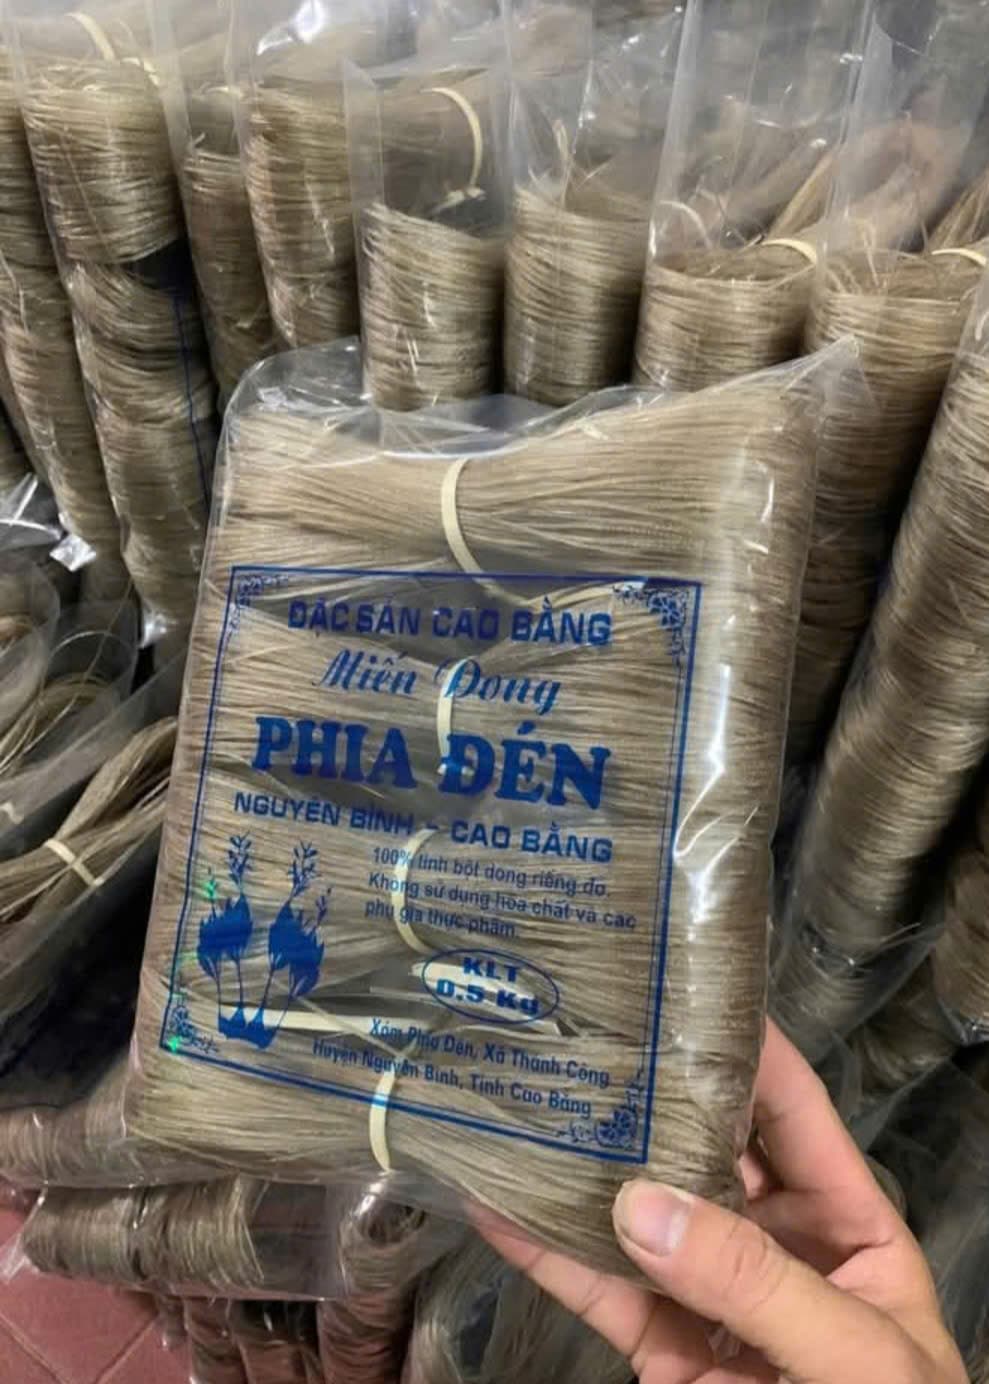 ĐẶC SẢN CAO BẰNG
Miến Dong
PHIA ĐÉN
NGUYÊN BÌNH - CAO BẰNG
100% tinh bột dong riềng đỏ.
Không sử dụng hóa chất và các
phụ gia thực phẩm.
KLT
0,5 Kg
Xóm Phia Đén, Xã Thành Công
Huyện Nguyên Bình, Tỉnh Cao Bằng